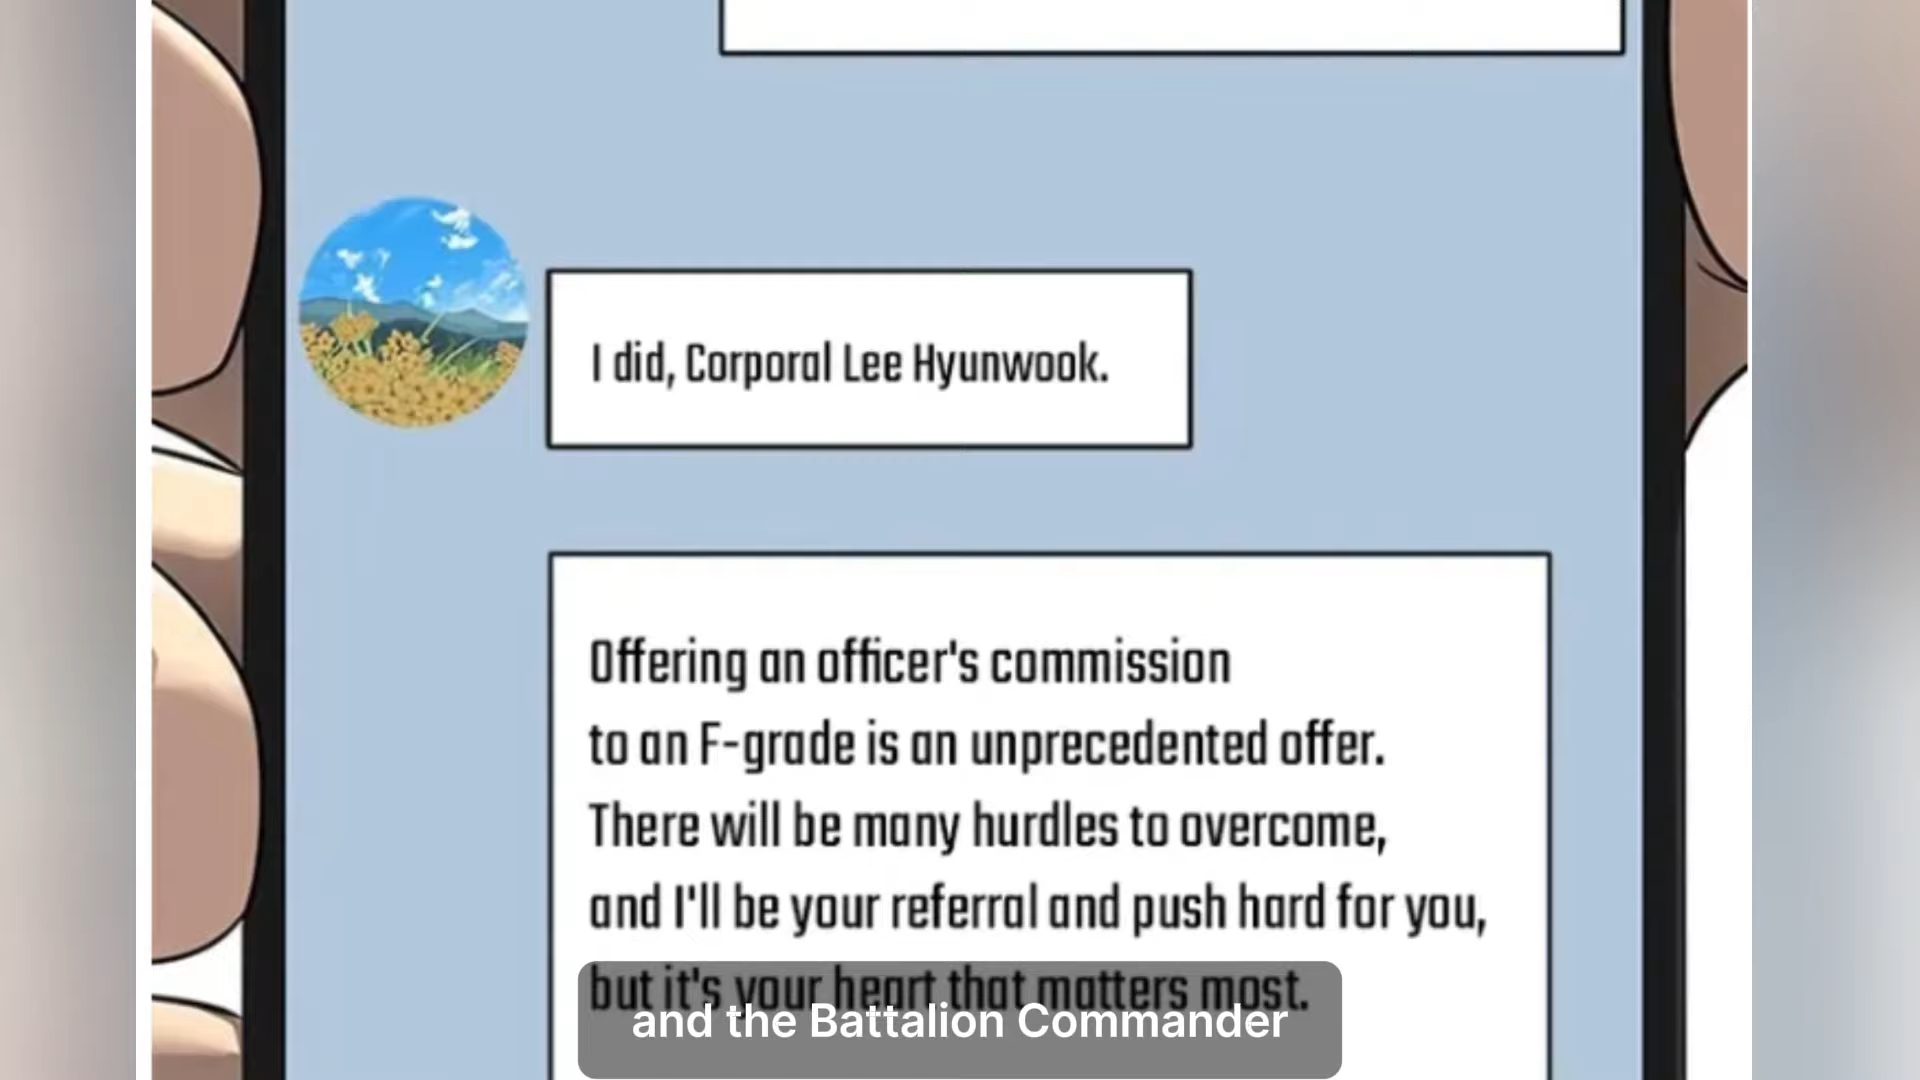 I did, Corporal Lee Hyunwook.
Offering an officer's commission
to an F-grade is an unprecedented offer.
There will be many hurdles to overcome,
and I'll be your referral and push hard for you,
but it's your heart that matters most.
and the Battalion Commander